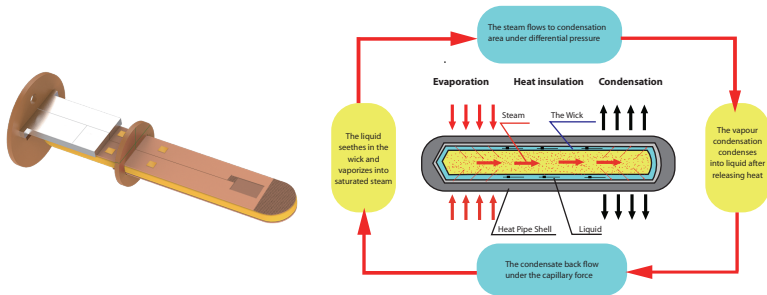 The steam flows to condensation
area under differential pressure
Evaporation Heat insulation Condensation
Steam The Wick
The liquid
seethes in the
wick and
vaporizes into
saturated steam
The vapour
condensation
condenses
into liquid after
releasing heat
Heat Pipe Shell Liquid
The condensate back flow
under the capillary force